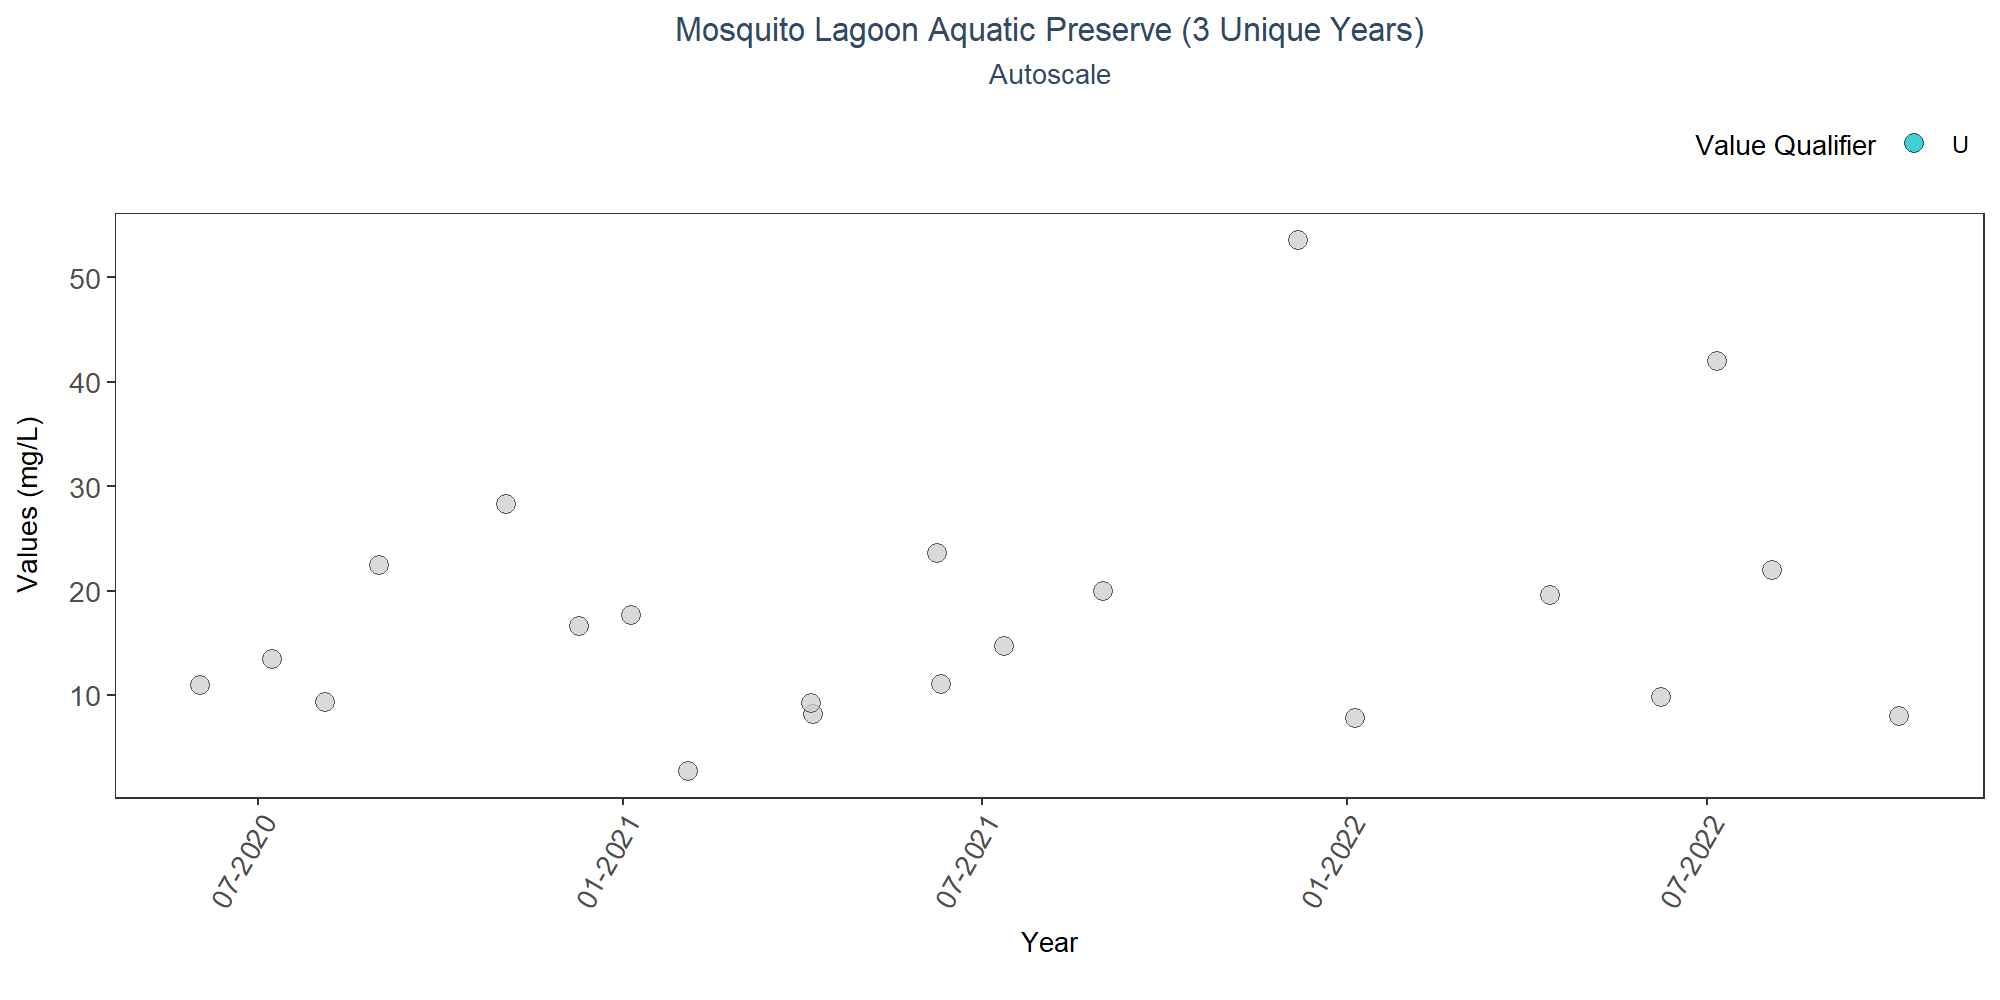 Mosquito Lagoon Aquatic Preserve (3 Unique Years)
Autoscale
Value Qualifier U
Values (mg/L)
50
40
30
20
10
07-2020 01-2021 07-2021 01-2022 07-2022
Year